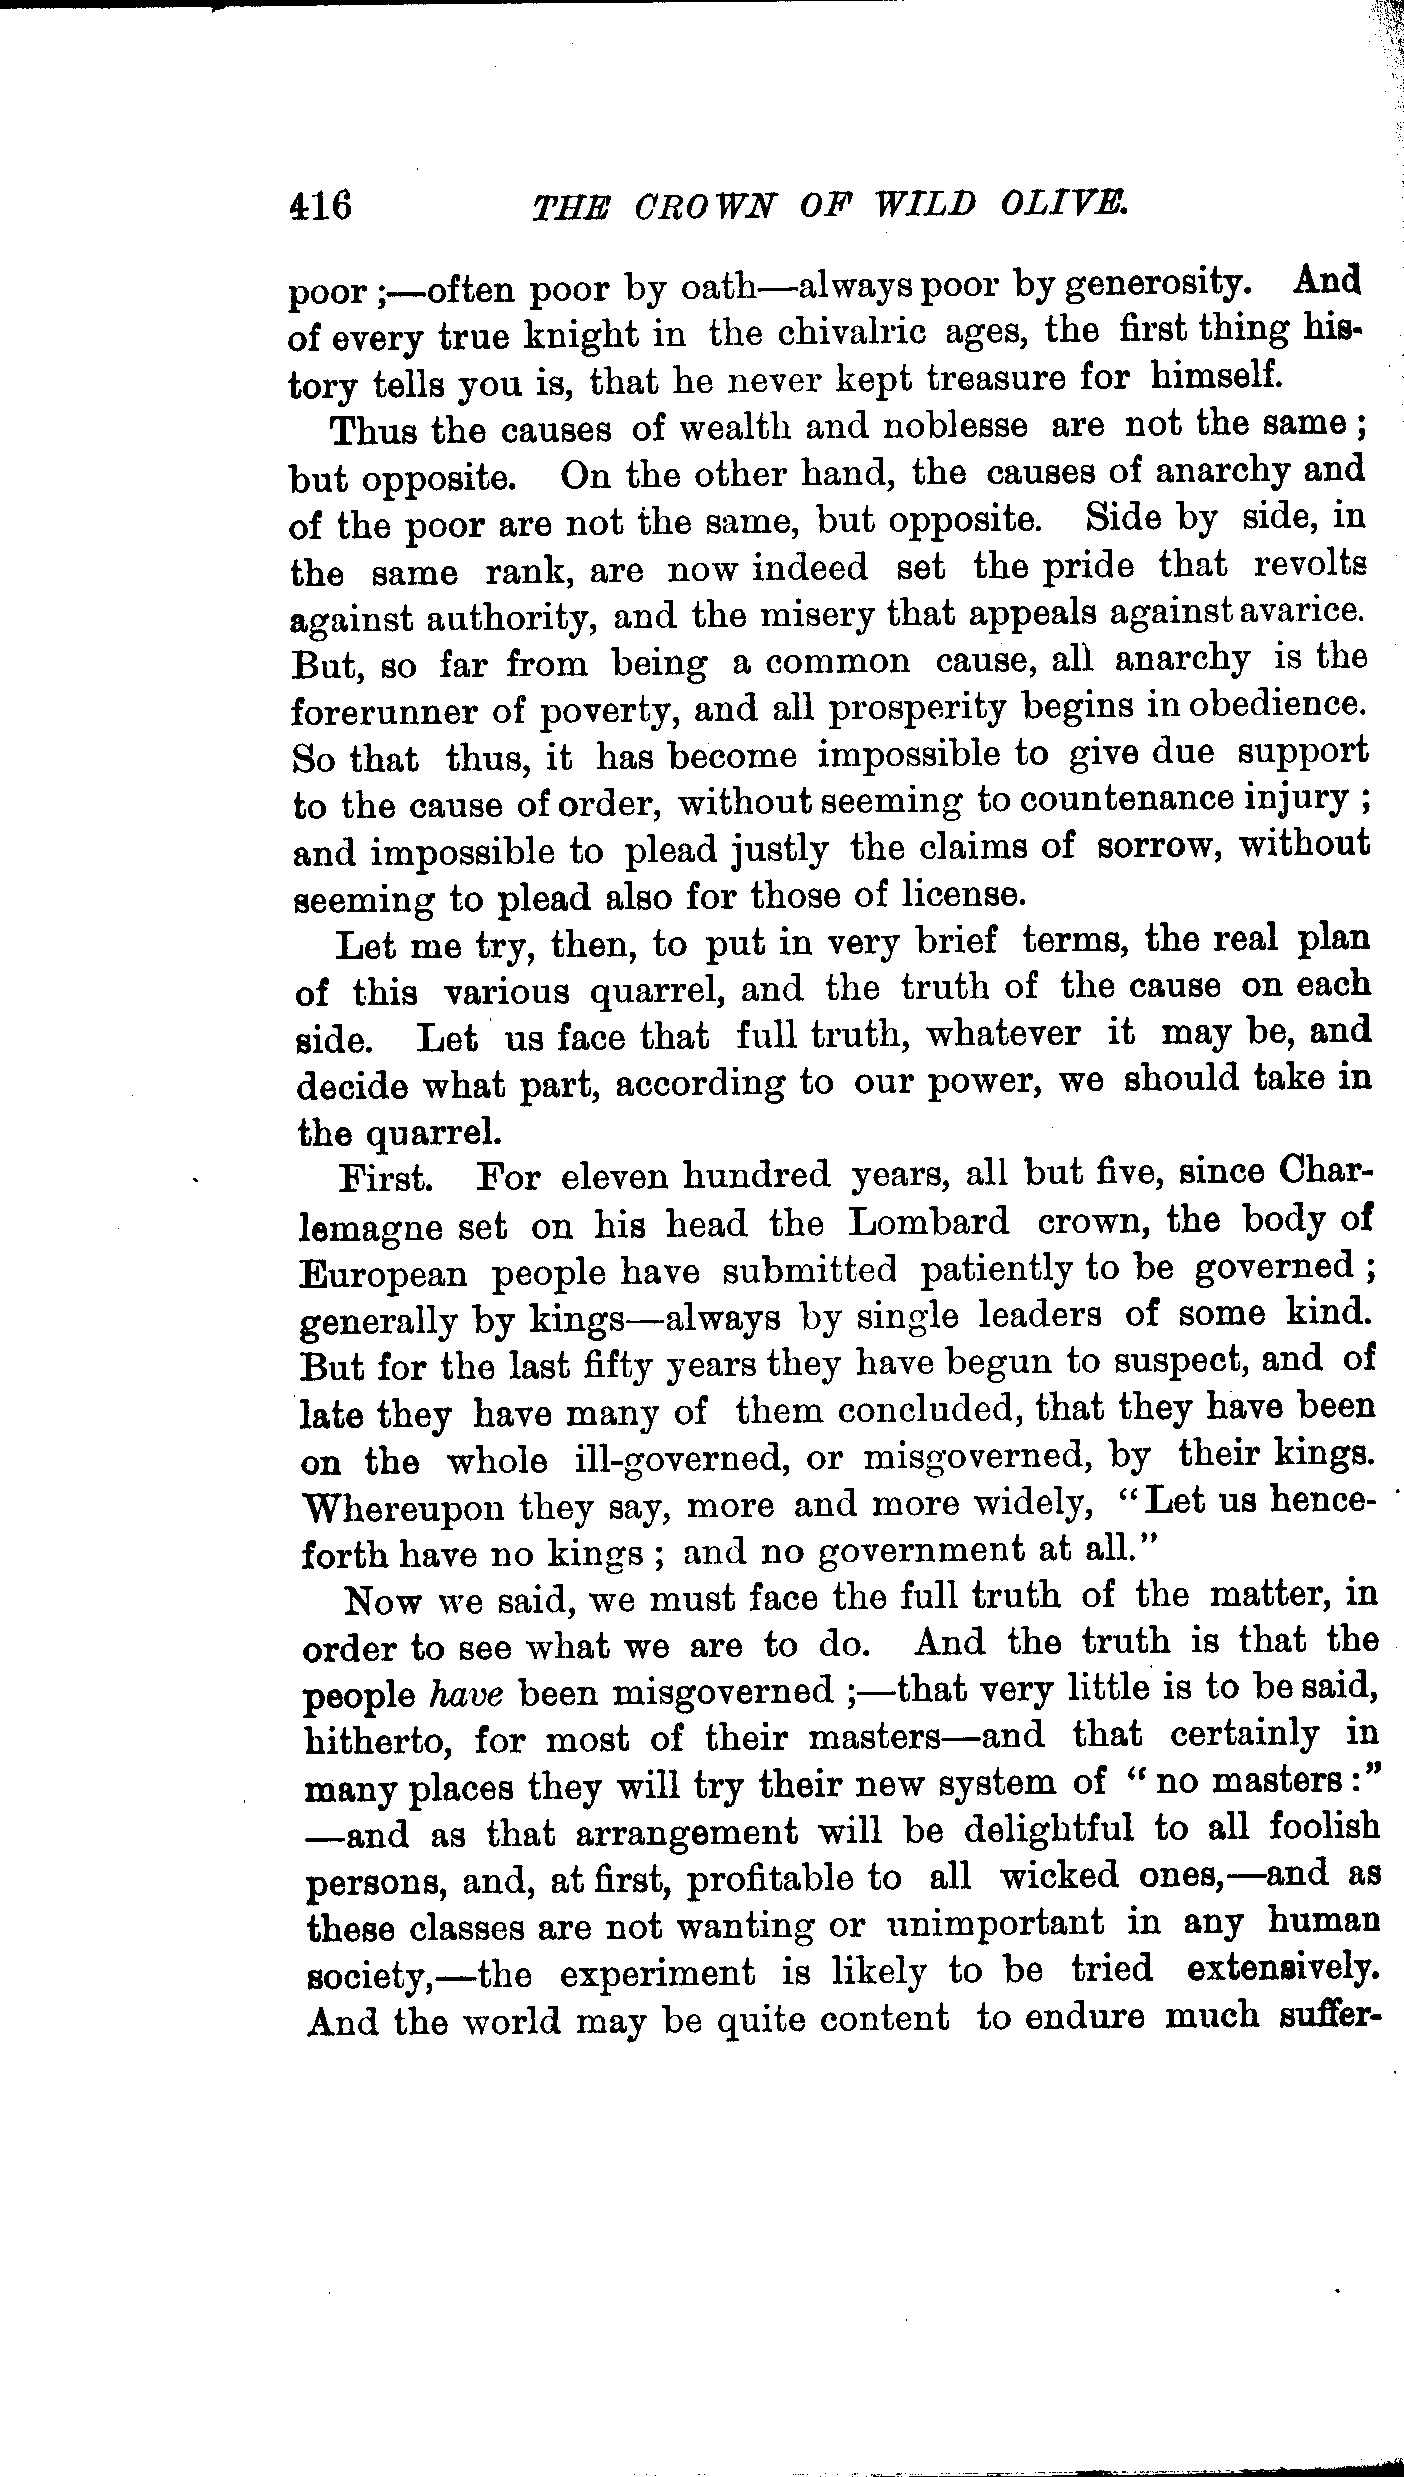 416 THE CROWN OF WILD OLIVE.
poor ;—often poor by oath—always poor by generosity. And
of every true knight in the chivalric ages, the first thing his-
tory tells you is, that he never kept treasure for himself.
Thus the causes of wealth and noblesse are not the same ;
but opposite. On the other hand, the causes of anarchy and
of the poor are not the same, but opposite. Side by side, in
the same rank, are now indeed set the pride that revolts
against authority, and the misery that appeals against avarice.
But, so far from being a common cause, all anarchy is the
forerunner of poverty, and all prosperity begins in obedience.
So that thus, it has become impossible to give due support
to the cause of order, without seeming to countenance injury ;
and impossible to plead justly the claims of sorrow, without
seeming to plead also for those of license.
Let me try, then, to put in very brief terms, the real plan
of this various quarrel, and the truth of the cause on each
side. Let us face that full truth, whatever it may be, and
decide what part, according to our power, we should take in
the quarrel.
First. For eleven hundred years, all but five, since Char-
lemagne set on his head the Lombard crown, the body of
European people have submitted patiently to be governed ;
generally by kings—always by single leaders of some kind.
But for the last fifty years they have begun to suspect, and of
late they have many of them concluded, that they have been
on the whole ill-governed, or misgoverned, by their kings.
Whereupon they say, more and more widely, “Let us hence-
forth have no kings ; and no government at all.”
Now we said, we must face the full truth of the matter, in
order to see what we are to do. And the truth is that the
people have been misgoverned ;—that very little is to be said,
hitherto, for most of their masters—and that certainly in
many places they will try their new system of “no masters :”
—and as that arrangement will be delightful to all foolish
persons, and, at first, profitable to all wicked ones,—and as
these classes are not wanting or unimportant in any human
society,—the experiment is likely to be tried extensively.
And the world may be quite content to endure much suffer-